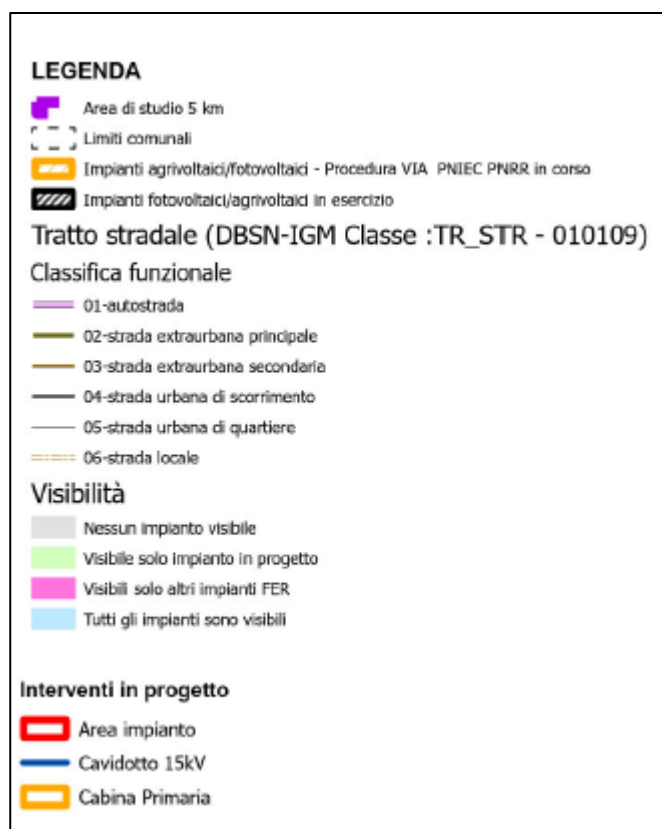 LEGENDA
Area di studio 5 km
Limiti comunali
Impianti agrivoltaici/fotovoltaici - Procedura VIA PNIEC PNRR in corso
Impianti fotovoltaici/agrivoltaici in esercizio
Tratto stradale (DBSN-IGM Classe :TR_STR - 010109)
Classifica funzionale
01-autostrada
02-strada extraurbana principale
03-strada extraurbana secondaria
04-strada urbana di scorrimento
05-strada urbana di quartiere
06-strada locale
Visibilità
Nessun impianto visibile
Visibile solo impianto in progetto
Visibili solo altri impianti FER
Tutti gli impianti sono visibili
Interventi in progetto
Area impianto
Cavidotto 15kV
Cabina Primaria